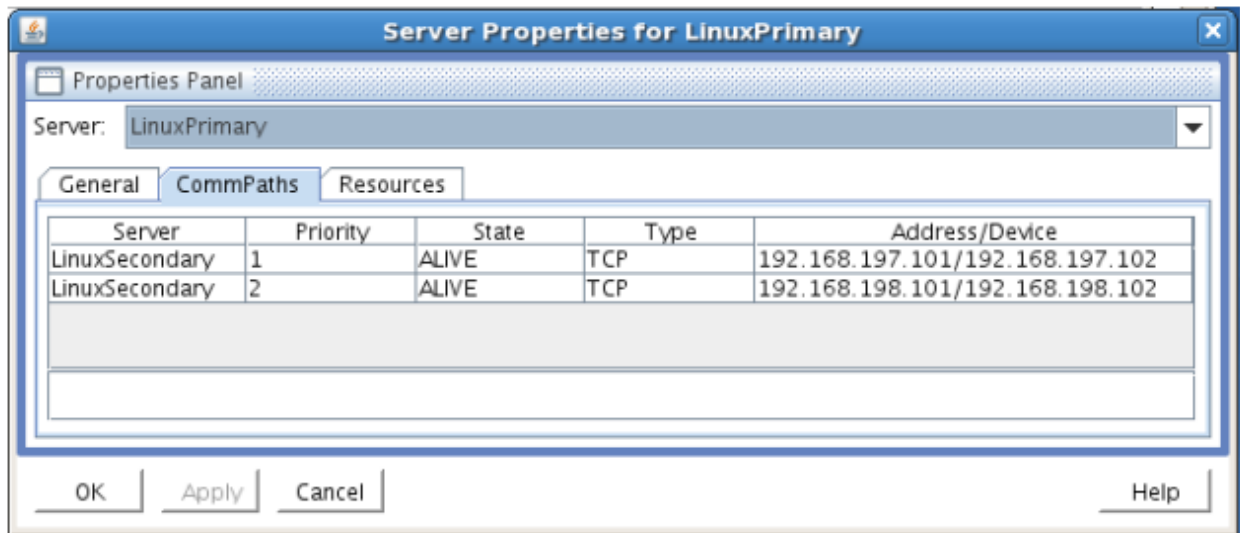 Server Properties for LinuxPrimary
Properties Panel
Server: LinuxPrimary
General CommPaths Resources
Server Priority State Type Address/Device
LinuxSecondary 1 ALIVE TCP 192.168.197.101/192.168.197.102
LinuxSecondary 2 ALIVE TCP 192.168.198.101/192.168.198.102
OK Apply Cancel Help